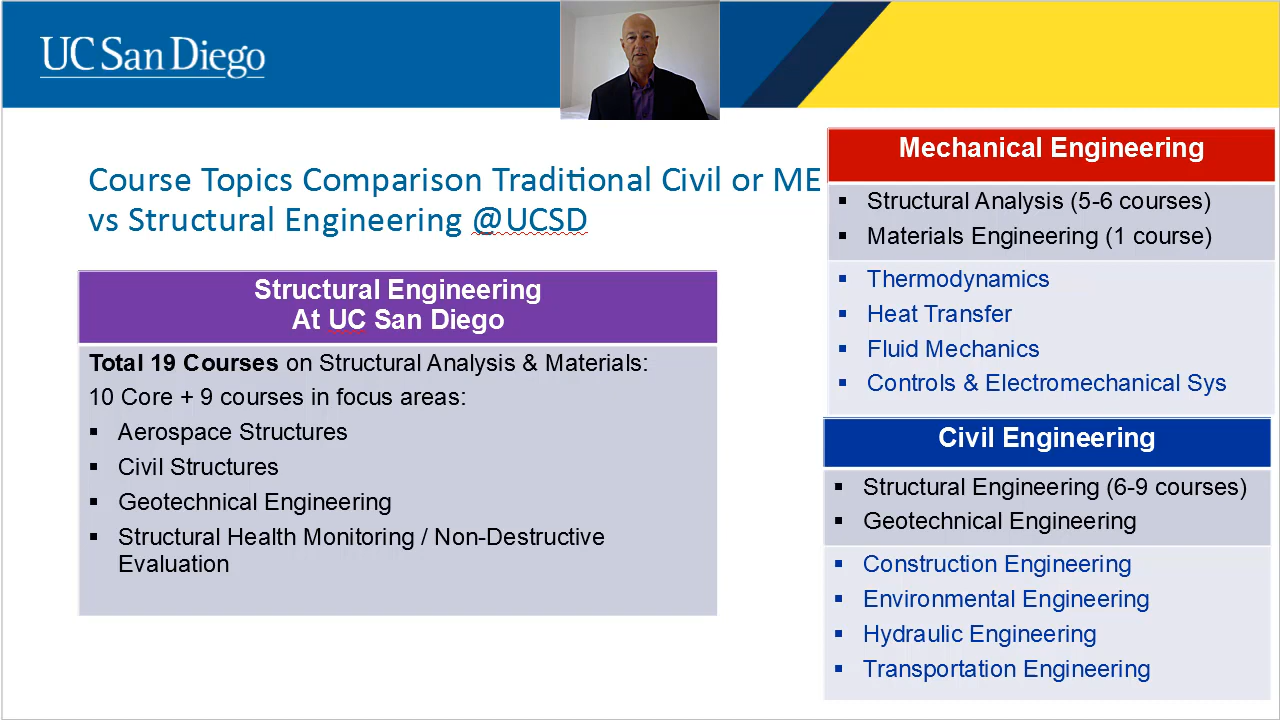 UC San Diego
Course Topics Comparison Traditional Civil or ME
vs Structural Engineering @UCSD
Structural Engineering
At UC San Diego
Total 19 Courses on Structural Analysis & Materials:
10 Core + 9 courses in focus areas:
▪ Aerospace Structures
▪ Civil Structures
▪ Geotechnical Engineering
▪ Structural Health Monitoring / Non-Destructive
Evaluation
Mechanical Engineering
▪ Structural Analysis (5-6 courses)
▪ Materials Engineering (1 course)
▪ Thermodynamics
▪ Heat Transfer
▪ Fluid Mechanics
▪ Controls & Electromechanical Sys
Civil Engineering
▪ Structural Engineering (6-9 courses)
▪ Geotechnical Engineering
▪ Construction Engineering
▪ Environmental Engineering
▪ Hydraulic Engineering
▪ Transportation Engineering